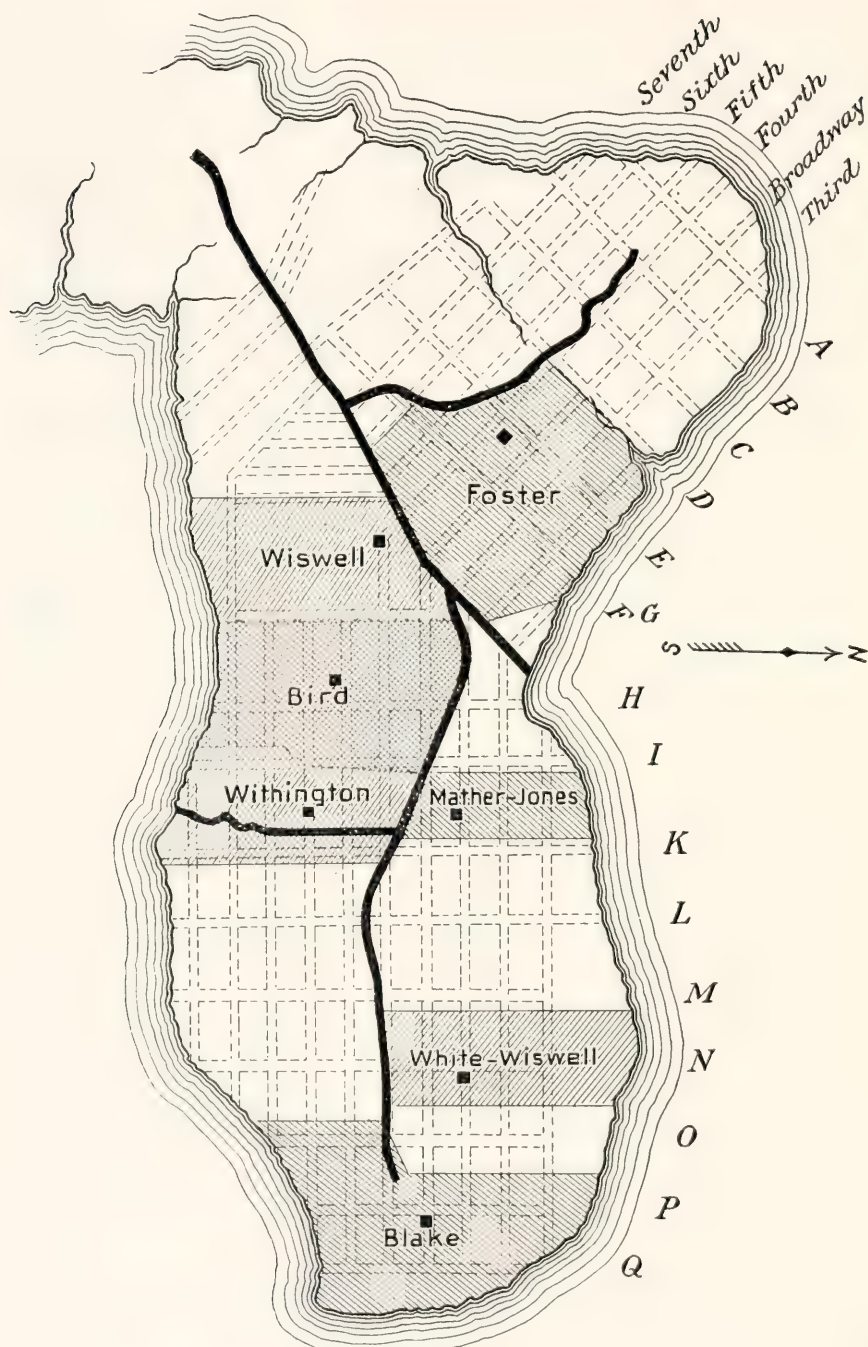 Seventh
Sixth
Fifth
Fourth
Broadway
Third
A
B
C
D
E
F
G
H
I
K
L
M
N
O
P
Q
S
N
Foster
Wiswell
Bird
Withington
Mather-Jones
White-Wiswell
Blake